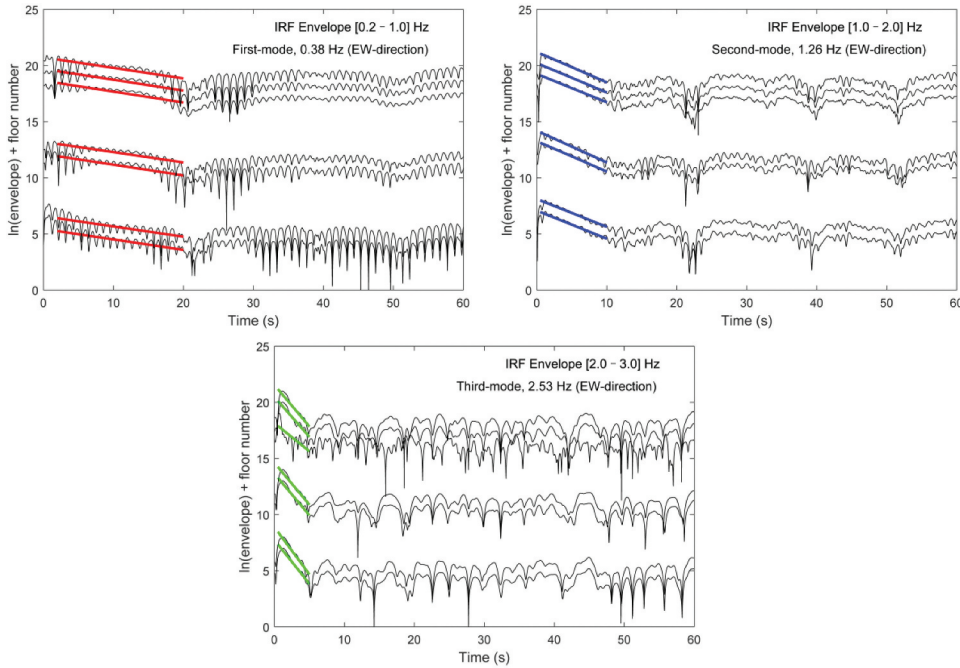 IRF Envelope [0.2 - 1.0] Hz
First-mode, 0.38 Hz (EW-direction)
ln(envelope) + floor number
25
20
15
10
5
0
0 10 20 30 40 50 60
Time (s)
IRF Envelope [1.0 - 2.0] Hz
Second-mode, 1.26 Hz (EW-direction)
ln(envelope) + floor number
25
20
15
10
5
0
0 10 20 30 40 50 60
Time (s)
IRF Envelope [2.0 - 3.0] Hz
Third-mode, 2.53 Hz (EW-direction)
ln(envelope) + floor number
25
20
15
10
5
0
0 10 20 30 40 50 60
Time (s)